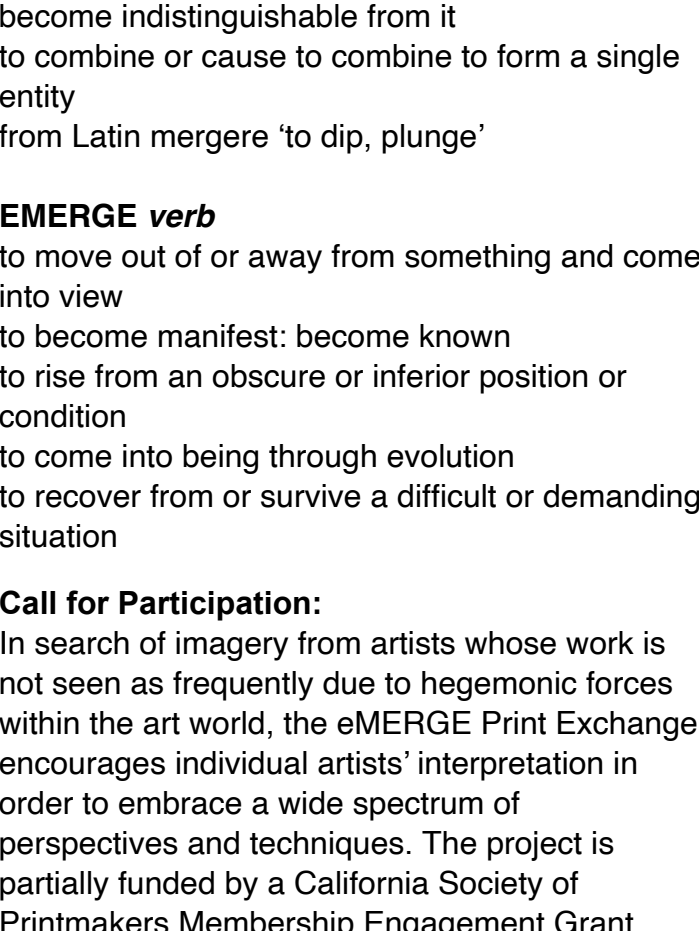 become indistinguishable from it
to combine or cause to combine to form a single
entity
from Latin mergere ‘to dip, plunge’
EMERGE verb
to move out of or away from something and come
into view
to become manifest: become known
to rise from an obscure or inferior position or
condition
to come into being through evolution
to recover from or survive a difficult or demanding
situation
Call for Participation:
In search of imagery from artists whose work is
not seen as frequently due to hegemonic forces
within the art world, the eMERGE Print Exchange
encourages individual artists’ interpretation in
order to embrace a wide spectrum of
perspectives and techniques. The project is
partially funded by a California Society of
Printmakers Membership Engagement Grant